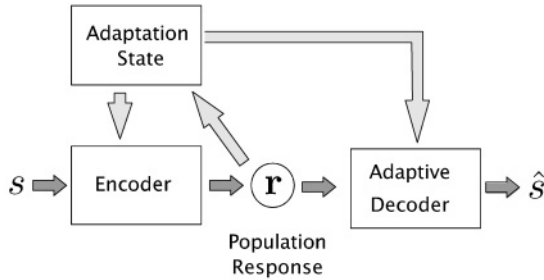 Adaptation
State
s
Encoder
r
Adaptive
Decoder
ŝ
Population
Response